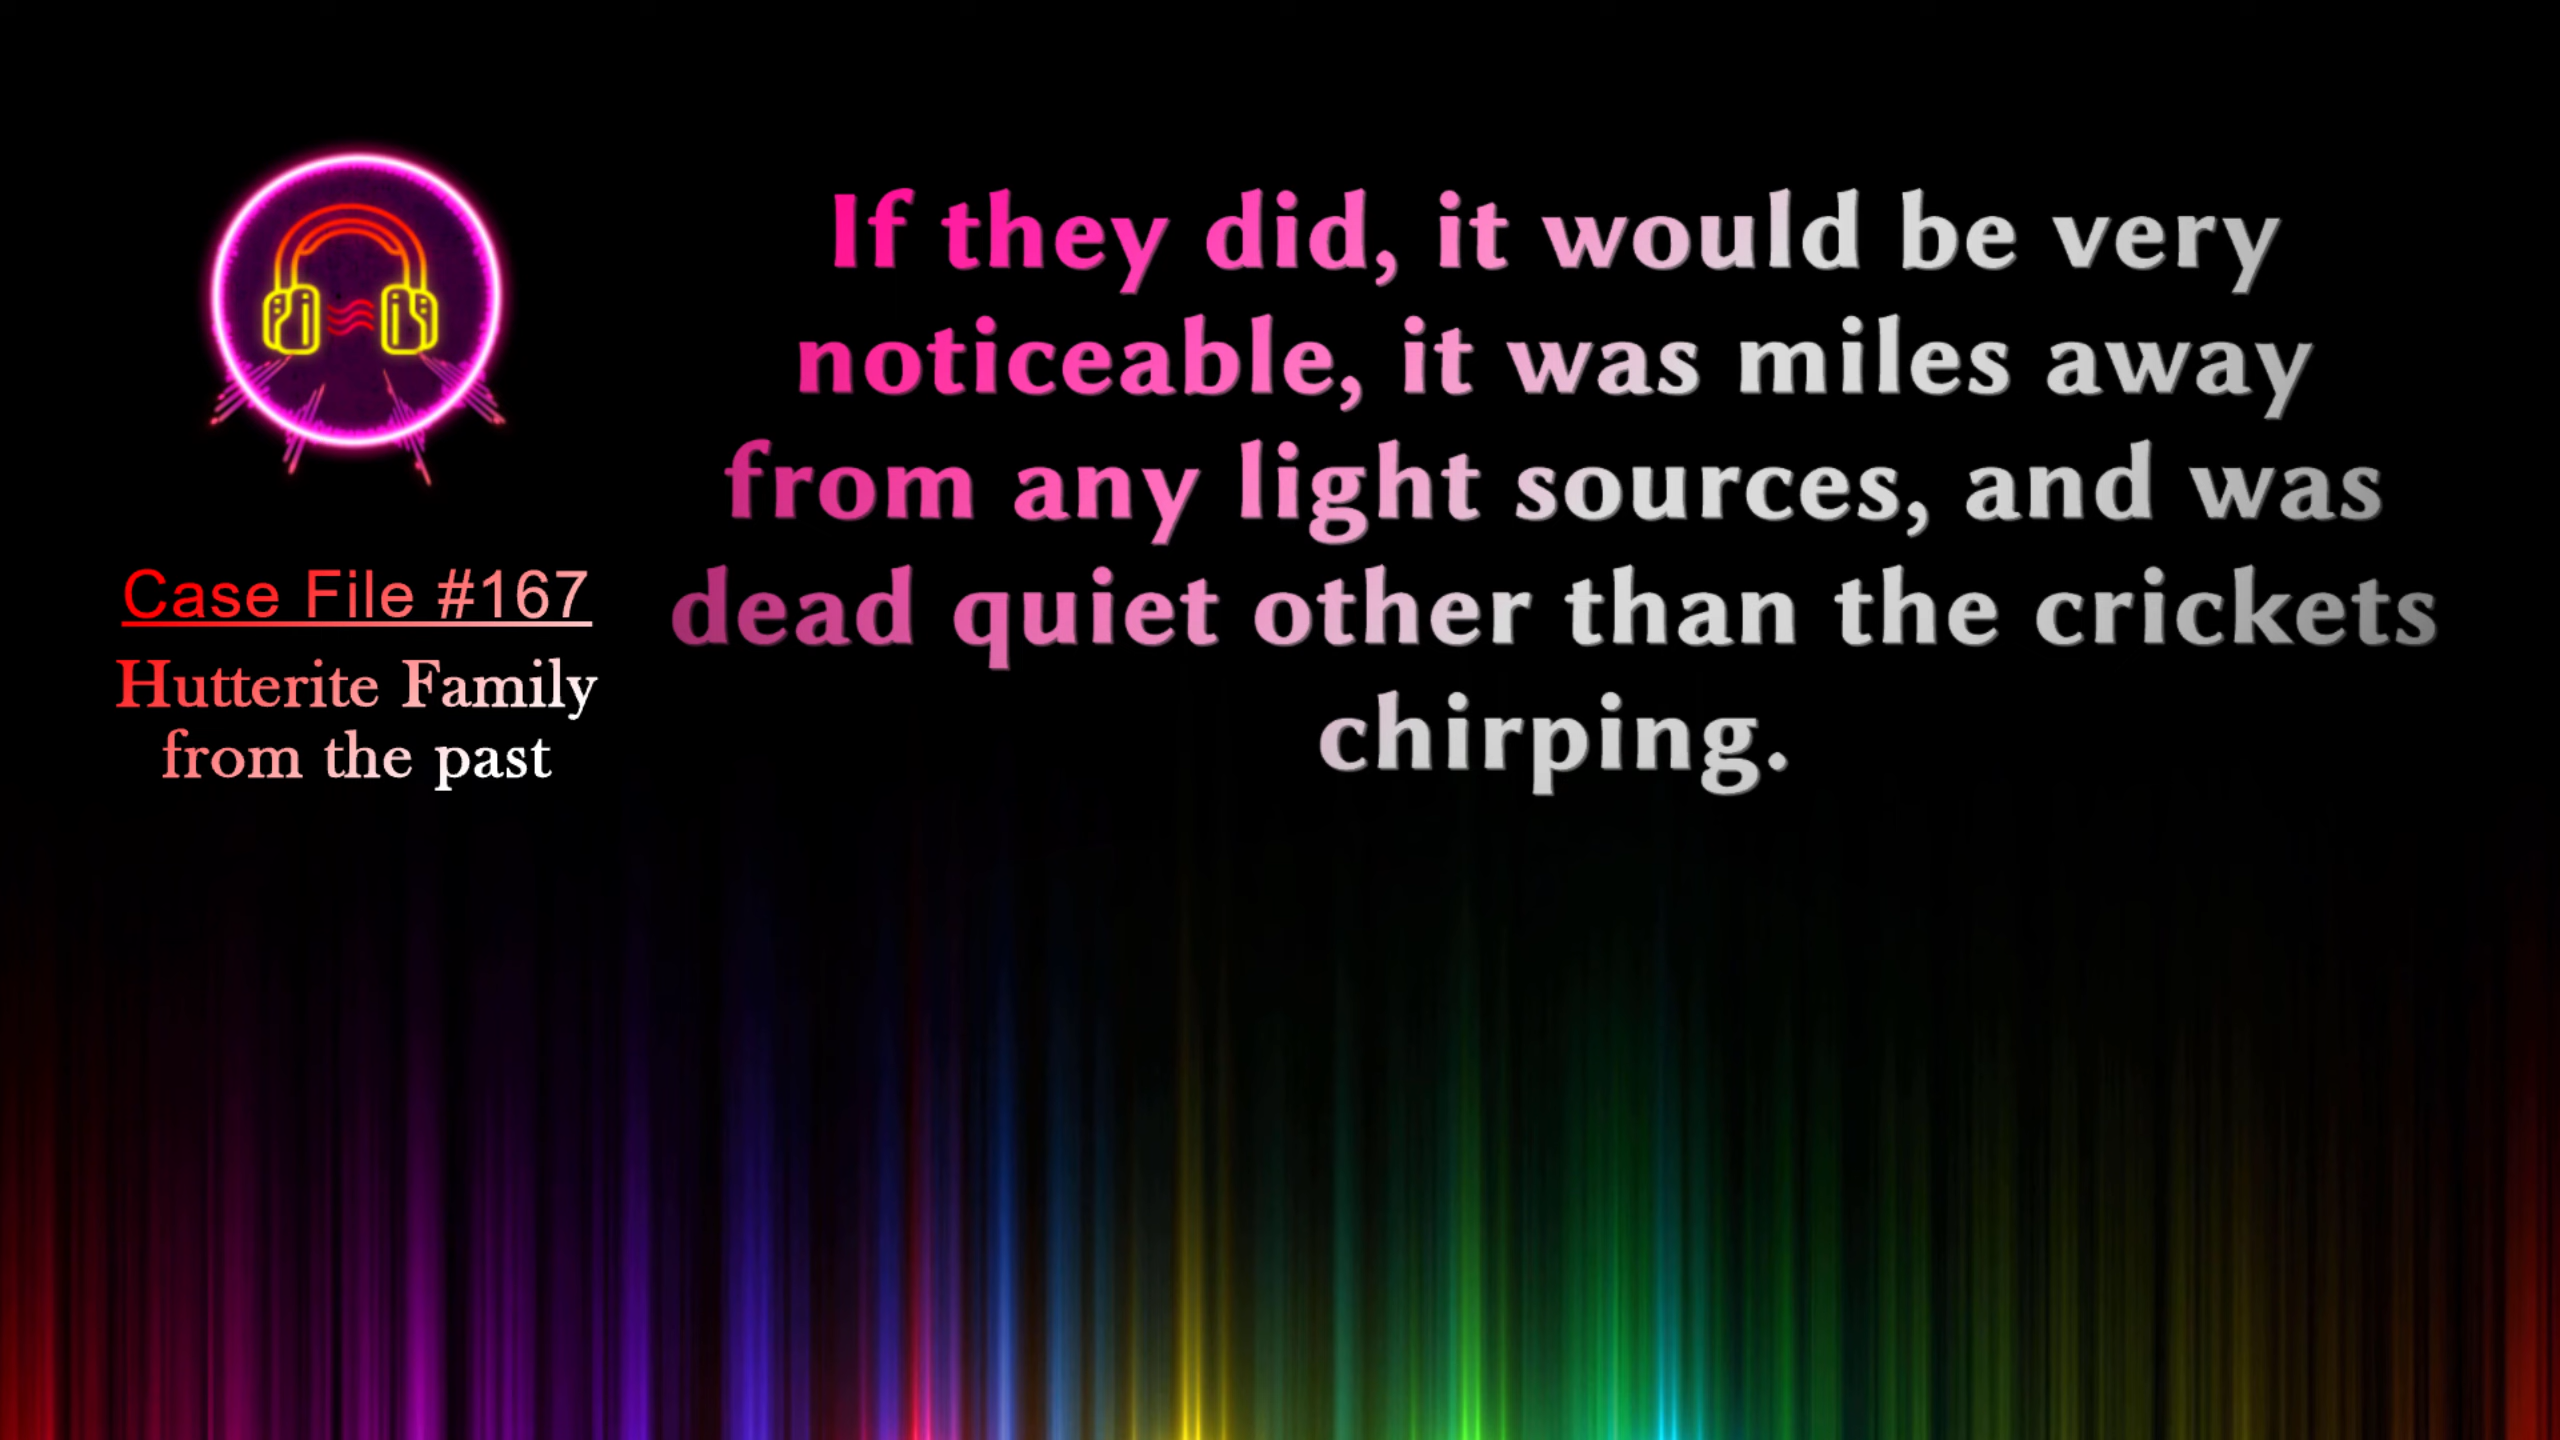 Case File #167
Hutterite Family
from the past
If they did, it would be very
noticeable, it was miles away
from any light sources, and was
dead quiet other than the crickets
chirping.